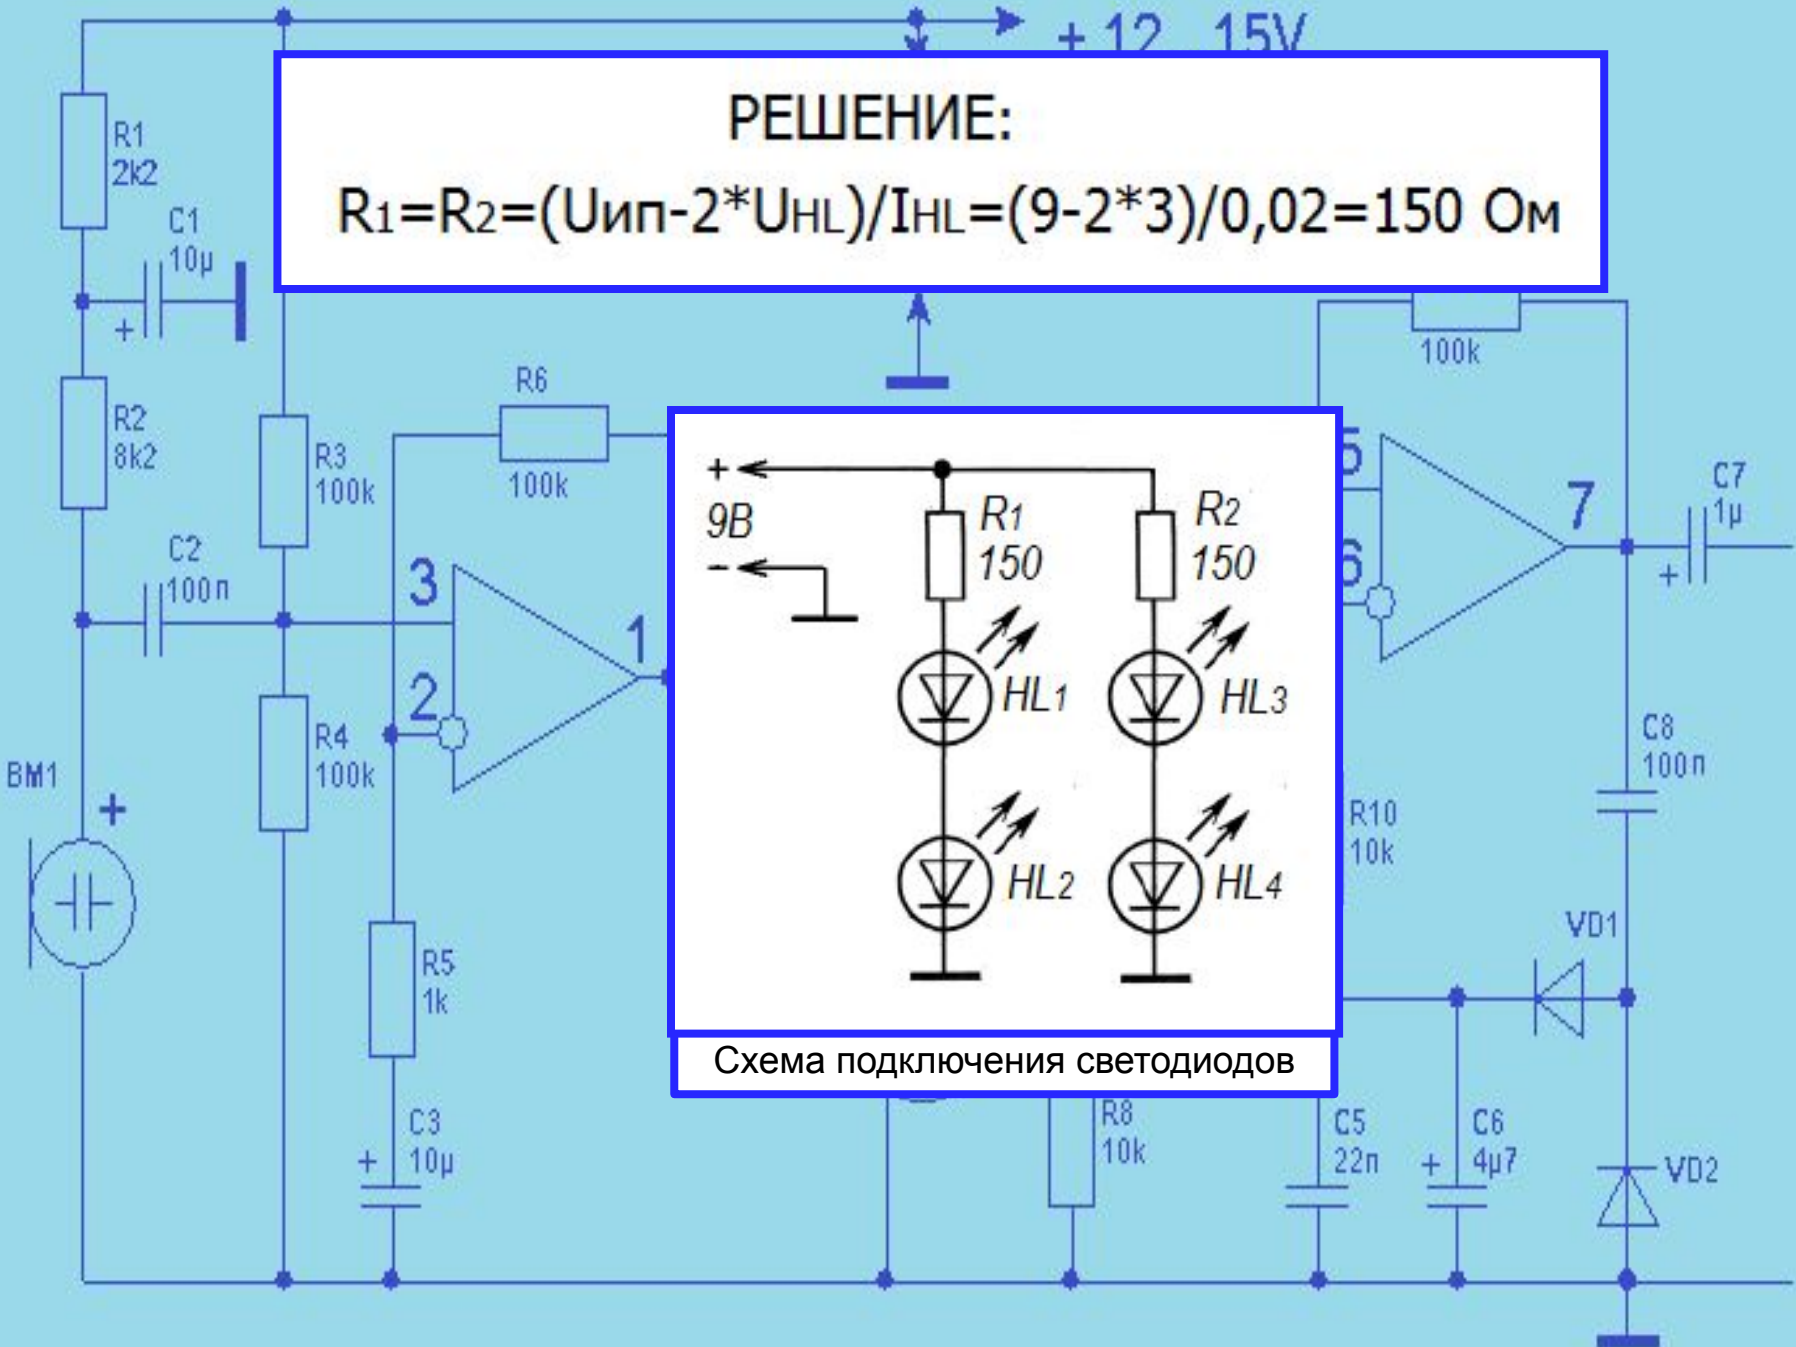 + 12 15V
РЕШЕНИЕ:
R1=R2=(Uип-2*UHL)/IHL=(9-2*3)/0,02=150 Ом
R1
2k2
C1
10µ
+
R2
8k2
R3
100k
R6
100k
100k
C2
100n
3
2
1
R4
100k
BM1
+
R5
1k
C3
+ 10µ
+
9В
-
R1
150
R2
150
HL1
HL3
HL2
HL4
Схема подключения светодиодов
5
6
7
C7
1µ
+
C8
100n
R10
10k
VD1
R8
10k
C5
22n
C6
+ 4µ7
VD2